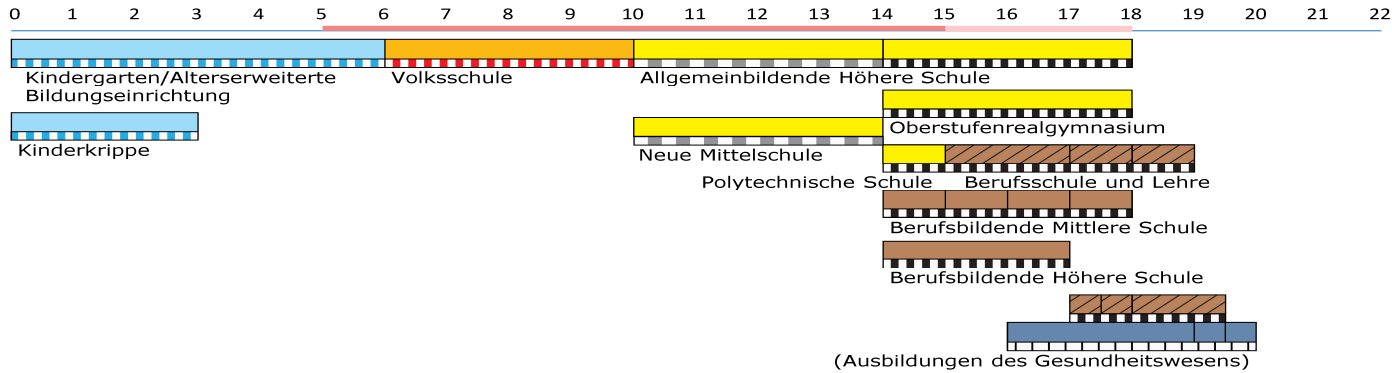 0 1 2 3 4 5 6 7 8 9 10 11 12 13 14 15 16 17 18 19 20 21 22
Kindergarten/Alterserweiterte
Bildungseinrichtung
Volksschule
Allgemeinbildende Höhere Schule
Oberstufenrealgymnasium
Kinderkrippe
Neue Mittelschule
Polytechnische Schule
Berufsschule und Lehre
Berufsbildende Mittlere Schule
Berufsbildende Höhere Schule
(Ausbildungen des Gesundheitswesens)